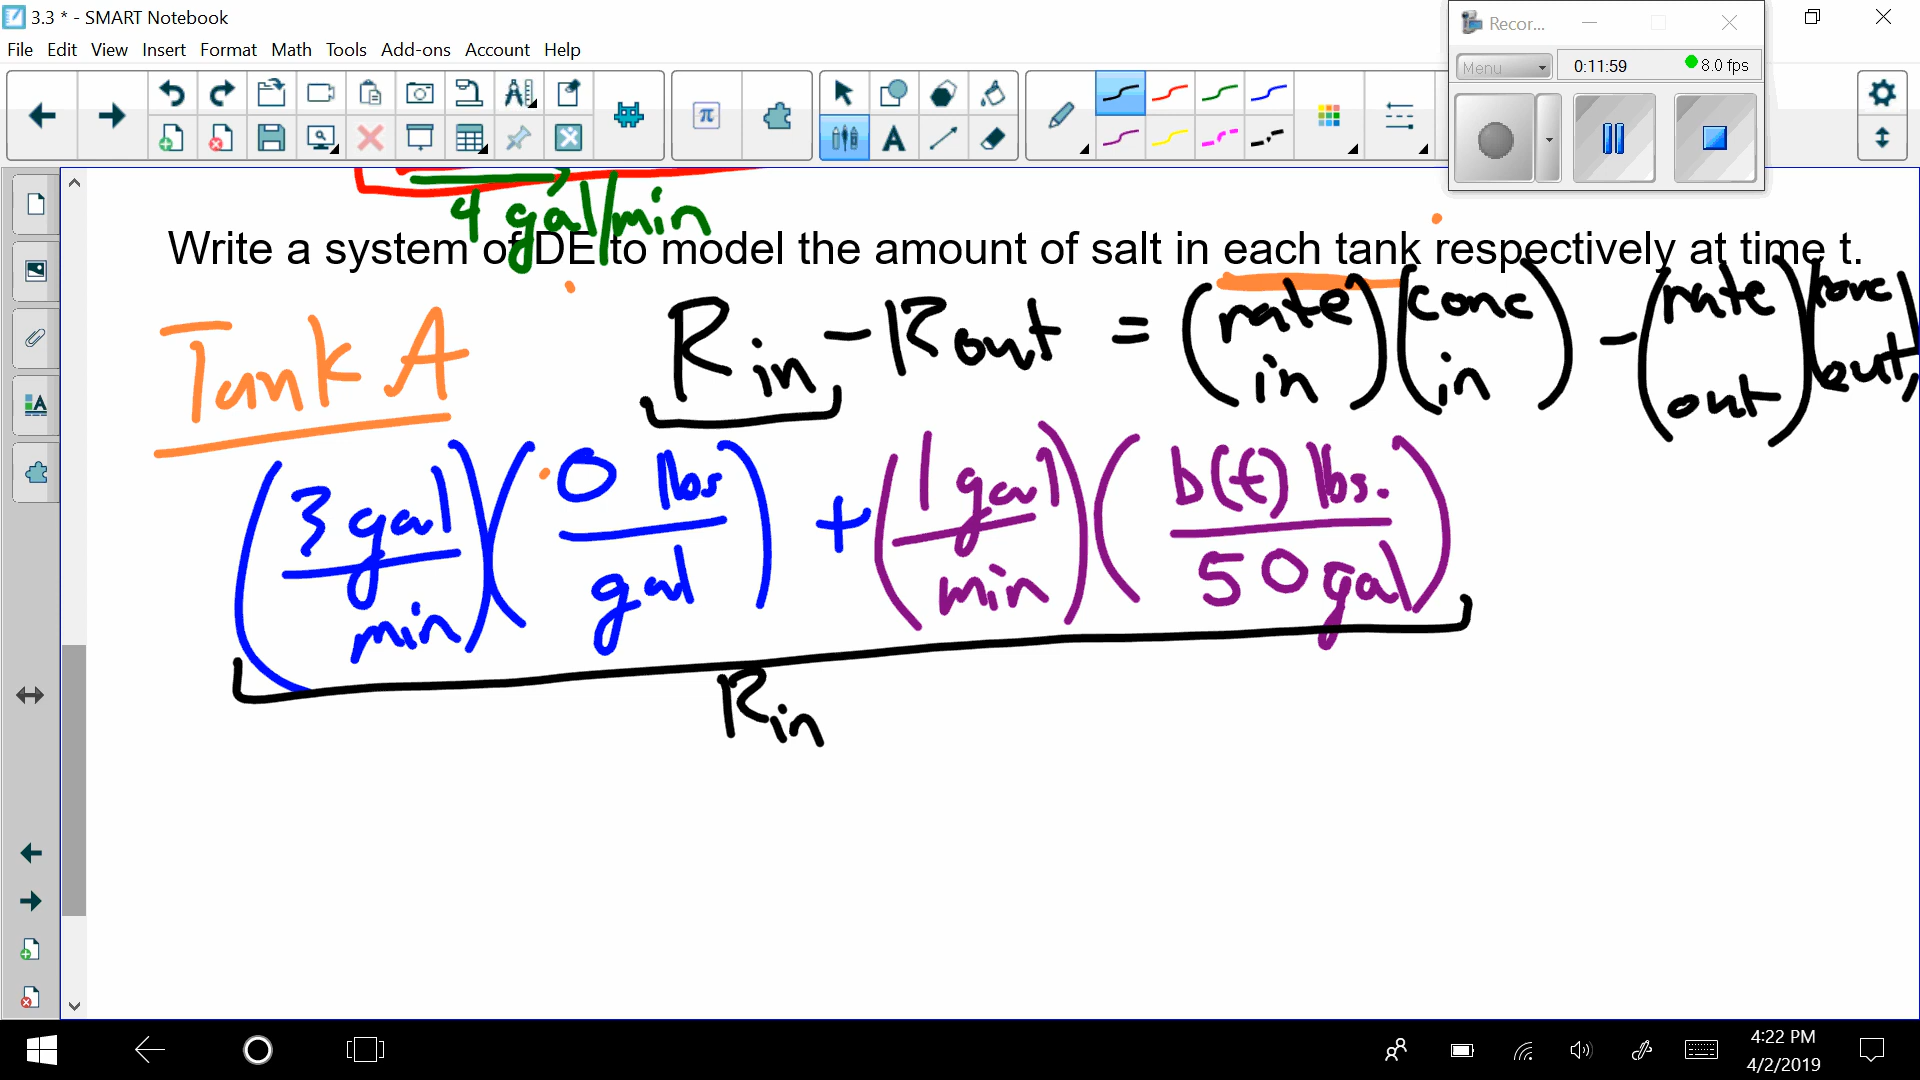 3.3 * - SMART Notebook
File Edit View Insert Format Math Tools Add-ons Account Help
Recor...
Menu
0:11:59
8.0 fps
4 gal/min
Write a system of DE to model the amount of salt in each tank respectively at time t.
Tank A
R in - R out = (rate in)(conc in) - (rate out)(conc out)
(3 gal / min)(0 lbs / gal) + (1 gal / min)(b(t) lbs. / 50 gal)
R in
4:22 PM
4/2/2019